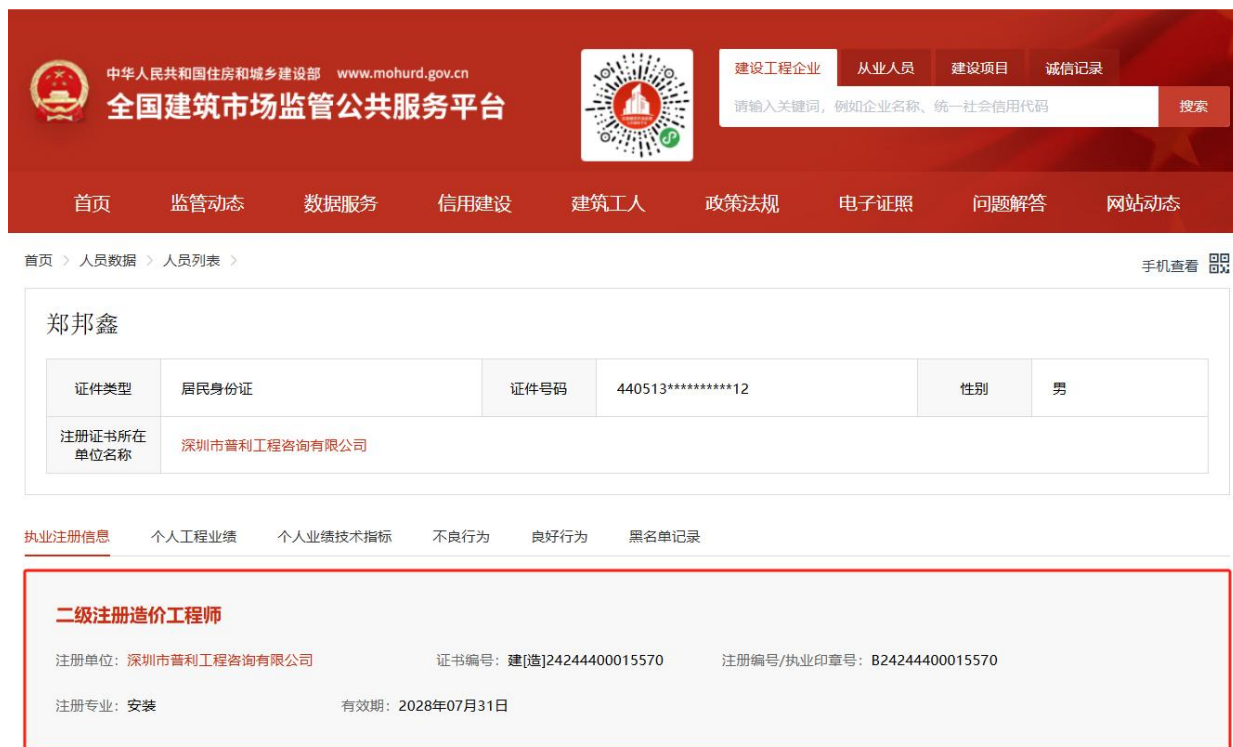 中华人民共和国住房和城乡建设部 www.mohurd.gov.cn
全国建筑市场监管公共服务平台
建设工程企业 从业人员 建设项目 诚信记录
请输入关键词，例如企业名称、统一社会信用代码 搜索
首页 监管动态 数据服务 信用建设 建筑工人 政策法规 电子证照 问题解答 网站动态
首页 > 人员数据 > 人员列表 >
手机查看
郑邦鑫
证件类型 居民身份证 证件号码 440513**********12 性别 男
注册证书所在
单位名称
深圳市普利工程咨询有限公司
执业注册信息 个人工程业绩 个人业绩技术指标 不良行为 良好行为 黑名单记录
二级注册造价工程师
注册单位：深圳市普利工程咨询有限公司 证书编号：建[造]24244400015570 注册编号/执业印章号：B24244400015570
注册专业：安装 有效期：2028年07月31日